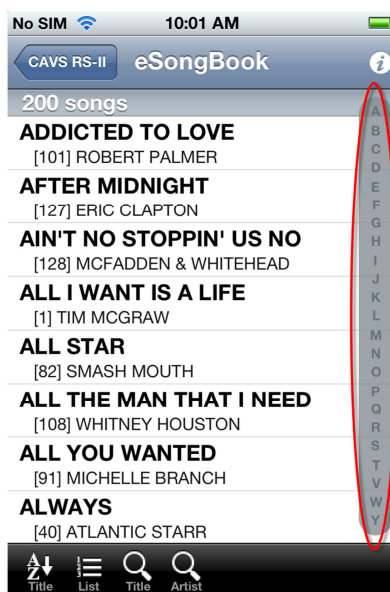 No SIM 10:01 AM
CAVS RS-II eSongBook i
200 songs
ADDICTED TO LOVE
[101] ROBERT PALMER
AFTER MIDNIGHT
[127] ERIC CLAPTON
AIN'T NO STOPPIN' US NO
[128] MCFADDEN & WHITEHEAD
ALL I WANT IS A LIFE
[1] TIM MCGRAW
ALL STAR
[82] SMASH MOUTH
ALL THE MAN THAT I NEED
[108] WHITNEY HOUSTON
ALL YOU WANTED
[91] MICHELLE BRANCH
ALWAYS
[40] ATLANTIC STARR
A
B
C
D
E
F
G
H
I
J
K
L
M
N
O
P
Q
R
S
T
V
W
Y
A Z
Title List Title Artist